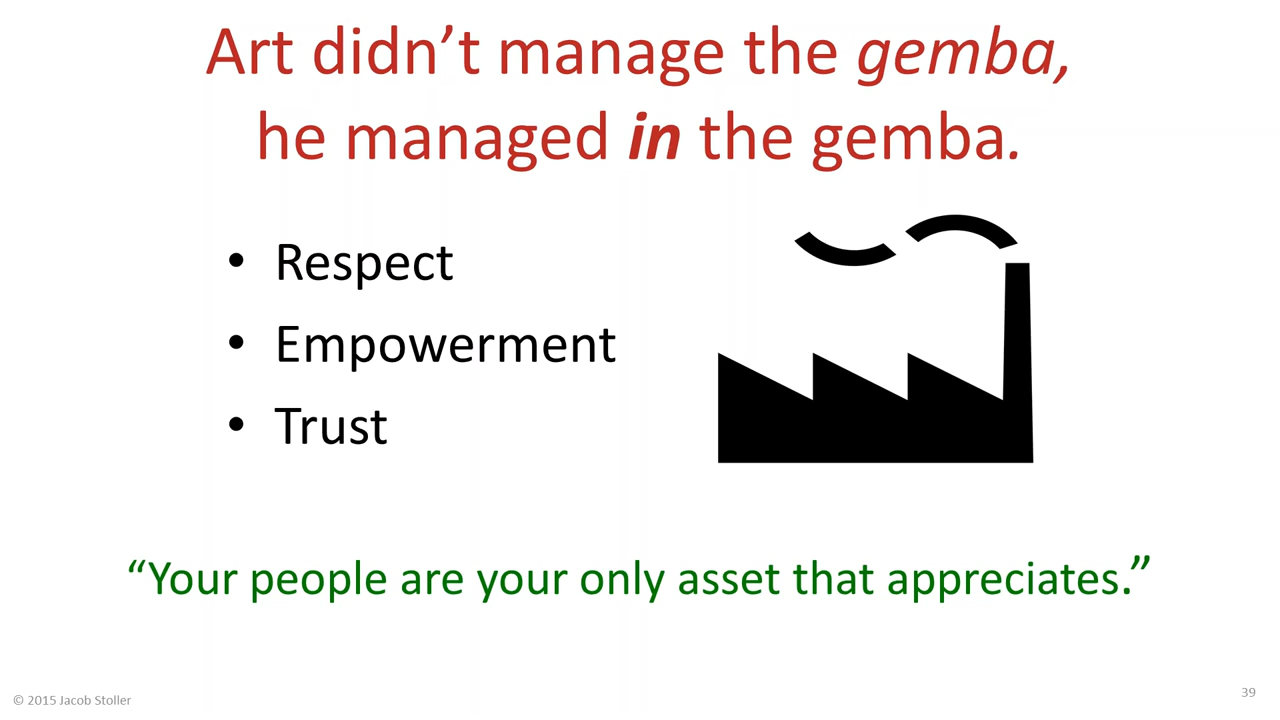 Art didn’t manage the gemba,
he managed in the gemba.
• Respect
• Empowerment
• Trust
“Your people are your only asset that appreciates.”
© 2015 Jacob Stoller
39